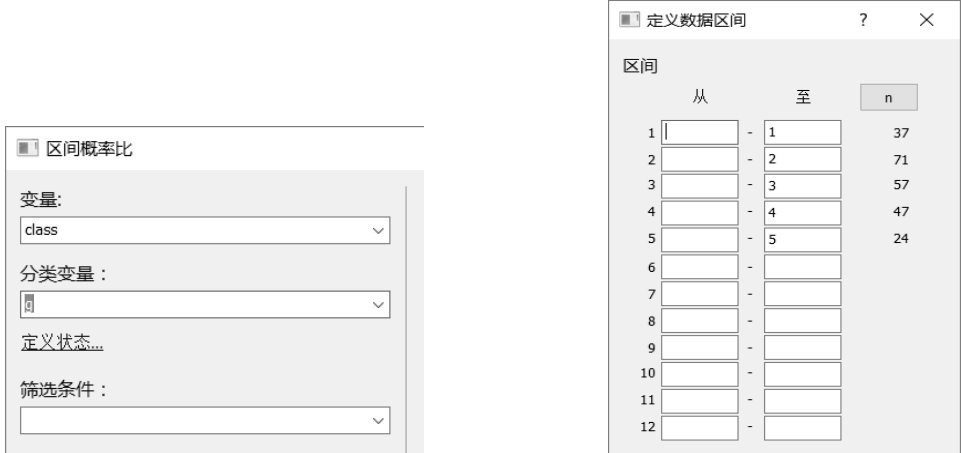 区间概率比
变量:
class
分类变量：
g
定义状态...
筛选条件：
定义数据区间 ?
区间
从 至 n
1 - 1 37
2 - 2 71
3 - 3 57
4 - 4 47
5 - 5 24
6 -
7 -
8 -
9 -
10 -
11 -
12 -